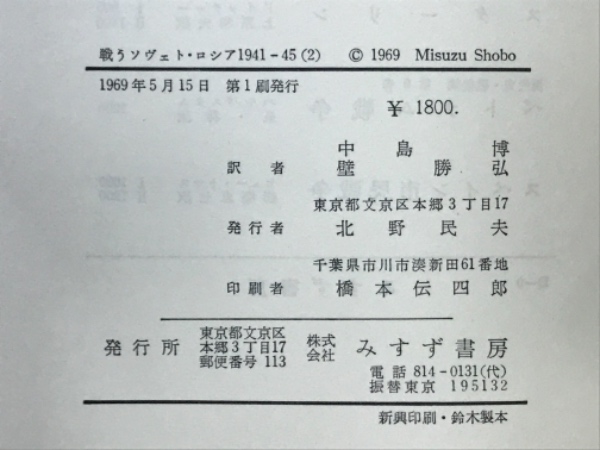 戦うソヴェト・ロシア1941－45(2)　© 1969 Misuzu Shobo
1969年5月15日　第1刷発行
¥ 1800.
中島博
訳者　壁勝弘
東京都文京区本郷3丁目17
発行者　北野民夫
千葉県市川市湊新田61番地
印刷者　橋本伝四郎
発行所　東京都文京区本郷3丁目17郵便番号113　株式会社　みすず書房
電話 814-0131(代)
振替東京 195132
新興印刷・鈴木製本